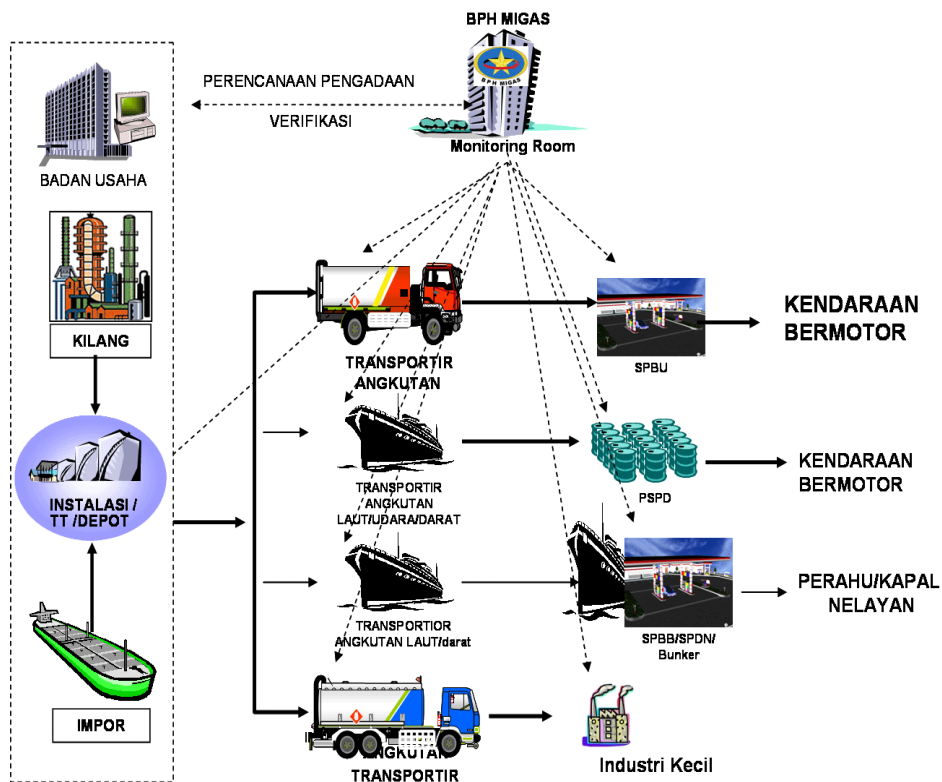 BPH MIGAS
BPH MIGAS
PERENCANAAN PENGADAAN
VERIFIKASI
Monitoring Room
BADAN USAHA
KILANG
INSTALASI /
TT /DEPOT
IMPOR
TRANSPORTIR
ANGKUTAN
SPBU
KENDARAAN
BERMOTOR
TRANSPORTIR
ANGKUTAN
LAUT/UDARA/DARAT
PSPD
KENDARAAN
BERMOTOR
TRANSPORTIOR
ANGKUTAN LAUT/darat
SPBB/SPDN/
Bunker
PERAHU/KAPAL
NELAYAN
ANGKUTAN
TRANSPORTIR
Industri Kecil